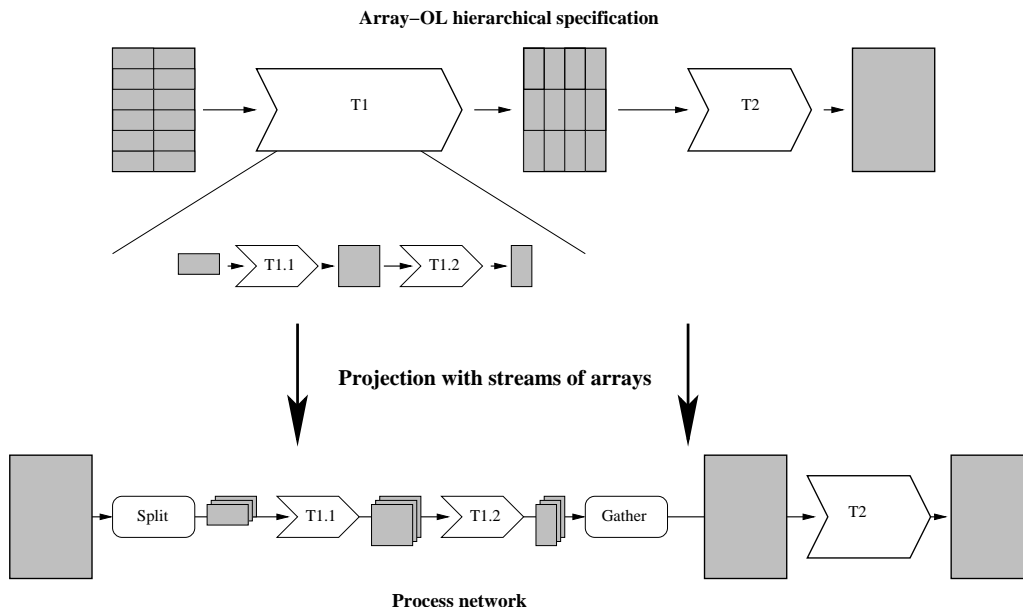 Array–OL hierarchical specification
T1
T2
T1.1
T1.2
Projection with streams of arrays
Split
T1.1
T1.2
Gather
T2
Process network